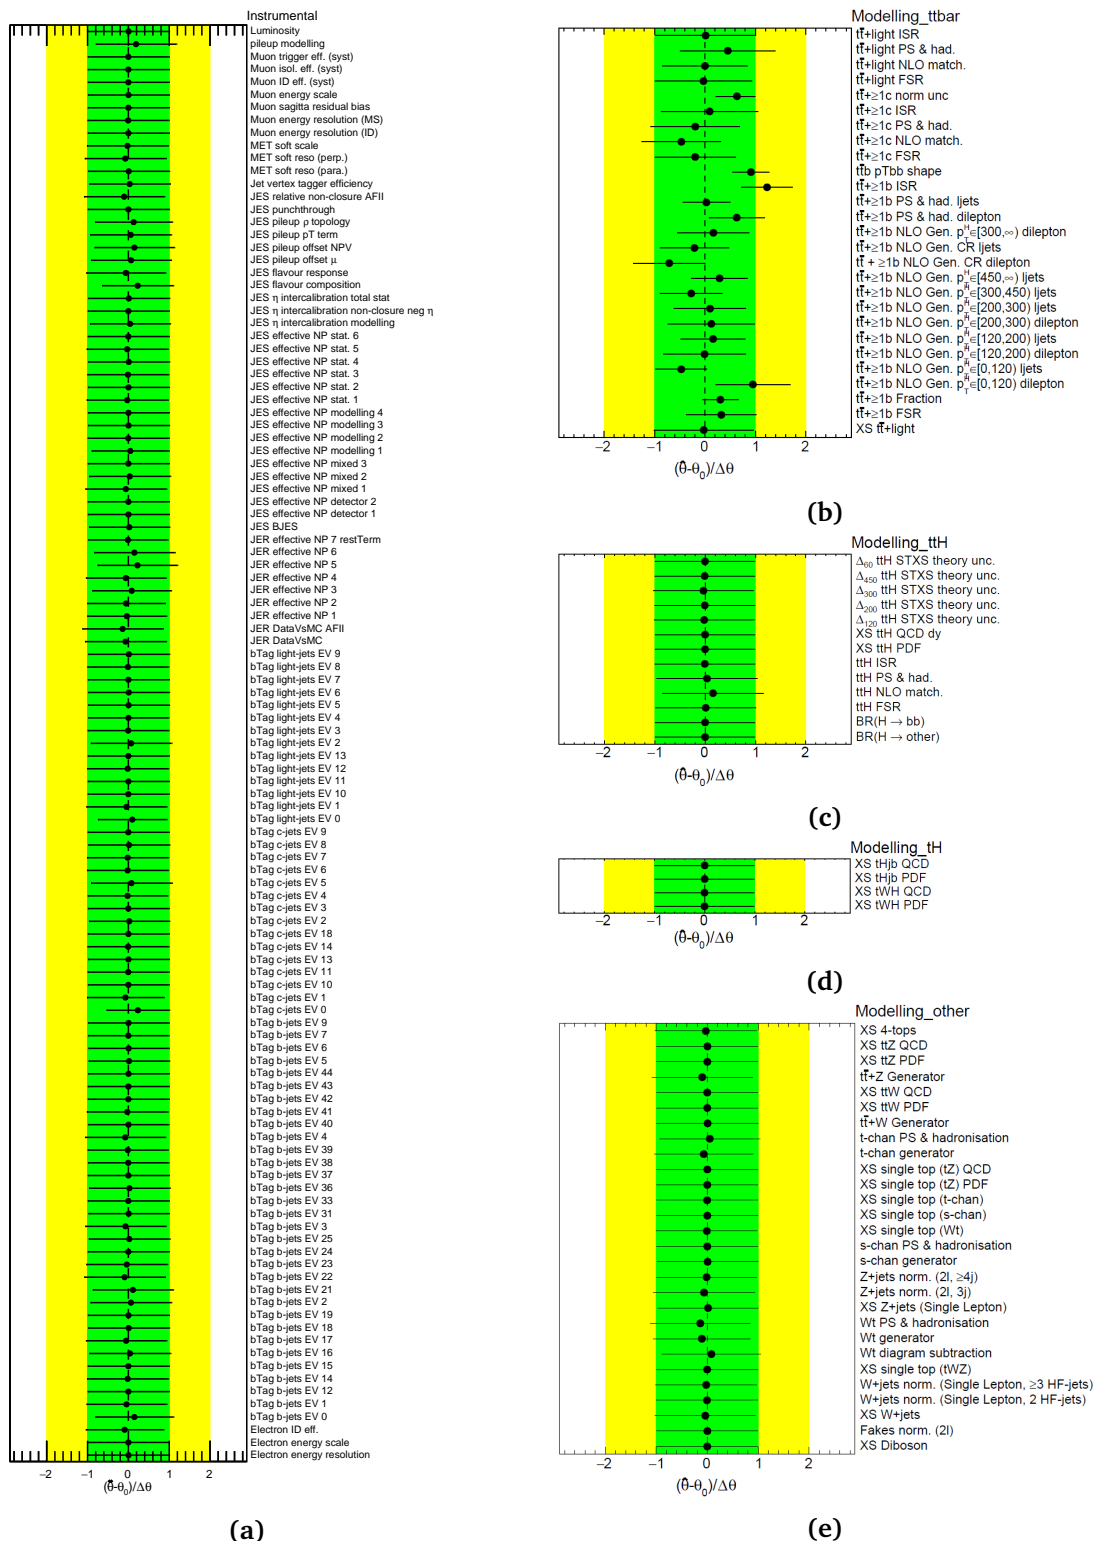 Instrumental
Luminosity
pileup modelling
Muon trigger eff. (syst)
Muon isol. eff. (syst)
Muon ID eff. (syst)
Muon energy scale
Muon sagitta residual bias
Muon energy resolution (MS)
Muon energy resolution (ID)
MET soft scale
MET soft reso (perp.)
MET soft reso (para.)
Jet vertex tagger efficiency
JES relative non-closure AFII
JES punchthrough
JES pileup ρ topology
JES pileup pT term
JES pileup offset NPV
JES pileup offset μ
JES flavour response
JES flavour composition
JES η intercalibration total stat
JES η intercalibration non-closure neg η
JES η intercalibration modelling
JES effective NP stat. 6
JES effective NP stat. 5
JES effective NP stat. 4
JES effective NP stat. 3
JES effective NP stat. 2
JES effective NP stat. 1
JES effective NP modelling 4
JES effective NP modelling 3
JES effective NP modelling 2
JES effective NP modelling 1
JES effective NP mixed 3
JES effective NP mixed 2
JES effective NP mixed 1
JES effective NP detector 2
JES effective NP detector 1
JES BJES
JER effective NP 7 restTerm
JER effective NP 6
JER effective NP 5
JER effective NP 4
JER effective NP 3
JER effective NP 2
JER effective NP 1
JER DataVsMC AFII
JER DataVsMC
bTag light-jets EV 9
bTag light-jets EV 8
bTag light-jets EV 7
bTag light-jets EV 6
bTag light-jets EV 5
bTag light-jets EV 4
bTag light-jets EV 3
bTag light-jets EV 2
bTag light-jets EV 13
bTag light-jets EV 12
bTag light-jets EV 11
bTag light-jets EV 10
bTag light-jets EV 1
bTag light-jets EV 0
bTag c-jets EV 9
bTag c-jets EV 8
bTag c-jets EV 7
bTag c-jets EV 6
bTag c-jets EV 5
bTag c-jets EV 4
bTag c-jets EV 3
bTag c-jets EV 2
bTag c-jets EV 18
bTag c-jets EV 14
bTag c-jets EV 13
bTag c-jets EV 11
bTag c-jets EV 10
bTag c-jets EV 1
bTag c-jets EV 0
bTag b-jets EV 9
bTag b-jets EV 7
bTag b-jets EV 6
bTag b-jets EV 5
bTag b-jets EV 44
bTag b-jets EV 43
bTag b-jets EV 42
bTag b-jets EV 41
bTag b-jets EV 40
bTag b-jets EV 4
bTag b-jets EV 39
bTag b-jets EV 38
bTag b-jets EV 37
bTag b-jets EV 36
bTag b-jets EV 33
bTag b-jets EV 31
bTag b-jets EV 3
bTag b-jets EV 25
bTag b-jets EV 24
bTag b-jets EV 23
bTag b-jets EV 22
bTag b-jets EV 21
bTag b-jets EV 2
bTag b-jets EV 19
bTag b-jets EV 18
bTag b-jets EV 17
bTag b-jets EV 16
bTag b-jets EV 15
bTag b-jets EV 14
bTag b-jets EV 12
bTag b-jets EV 1
bTag b-jets EV 0
Electron ID eff.
Electron energy scale
Electron energy resolution
−2 −1 0 1 2
(θ̂-θ₀)/Δθ
(a)
Modelling_ttbar
tt̄+light ISR
tt̄+light PS & had.
tt̄+light NLO match.
tt̄+light FSR
tt̄+≥1c norm unc
tt̄+≥1c ISR
tt̄+≥1c PS & had.
tt̄+≥1c NLO match.
tt̄+≥1c FSR
tt̄b pTbb shape
tt̄+≥1b ISR
tt̄+≥1b PS & had. ljets
tt̄+≥1b PS & had. dilepton
tt̄+≥1b NLO Gen. p_T^H∈[300,∞) dilepton
tt̄+≥1b NLO Gen. CR ljets
tt̄ + ≥1b NLO Gen. CR dilepton
tt̄+≥1b NLO Gen. p_T^H∈[450,∞) ljets
tt̄+≥1b NLO Gen. p_T^H∈[300,450) ljets
tt̄+≥1b NLO Gen. p_T^H∈[200,300) ljets
tt̄+≥1b NLO Gen. p_T^H∈[200,300) dilepton
tt̄+≥1b NLO Gen. p_T^H∈[120,200) ljets
tt̄+≥1b NLO Gen. p_T^H∈[120,200) dilepton
tt̄+≥1b NLO Gen. p_T^H∈[0,120) ljets
tt̄+≥1b NLO Gen. p_T^H∈[0,120) dilepton
tt̄+≥1b Fraction
tt̄+≥1b FSR
XS tt̄+light
−2 −1 0 1 2
(θ̂-θ₀)/Δθ
(b)
Modelling_ttH
Δ₆₀ ttH STXS theory unc.
Δ₄₅₀ ttH STXS theory unc.
Δ₃₀₀ ttH STXS theory unc.
Δ₂₀₀ ttH STXS theory unc.
Δ₁₂₀ ttH STXS theory unc.
XS ttH QCD dy
XS ttH PDF
ttH ISR
ttH PS & had.
ttH NLO match.
ttH FSR
BR(H → bb)
BR(H → other)
−2 −1 0 1 2
(θ̂-θ₀)/Δθ
(c)
Modelling_tH
XS tHjb QCD
XS tHjb PDF
XS tWH QCD
XS tWH PDF
−2 −1 0 1 2
(θ̂-θ₀)/Δθ
(d)
Modelling_other
XS 4-tops
XS ttZ QCD
XS ttZ PDF
tt̄+Z Generator
XS ttW QCD
XS ttW PDF
tt̄+W Generator
t-chan PS & hadronisation
t-chan generator
XS single top (tZ) QCD
XS single top (tZ) PDF
XS single top (t-chan)
XS single top (s-chan)
XS single top (Wt)
s-chan PS & hadronisation
s-chan generator
Z+jets norm. (2l, ≥4j)
Z+jets norm. (2l, 3j)
XS Z+jets (Single Lepton)
Wt PS & hadronisation
Wt generator
Wt diagram subtraction
XS single top (tWZ)
W+jets norm. (Single Lepton, ≥3 HF-jets)
W+jets norm. (Single Lepton, 2 HF-jets)
XS W+jets
Fakes norm. (2l)
XS Diboson
−2 −1 0 1 2
(θ̂-θ₀)/Δθ
(e)